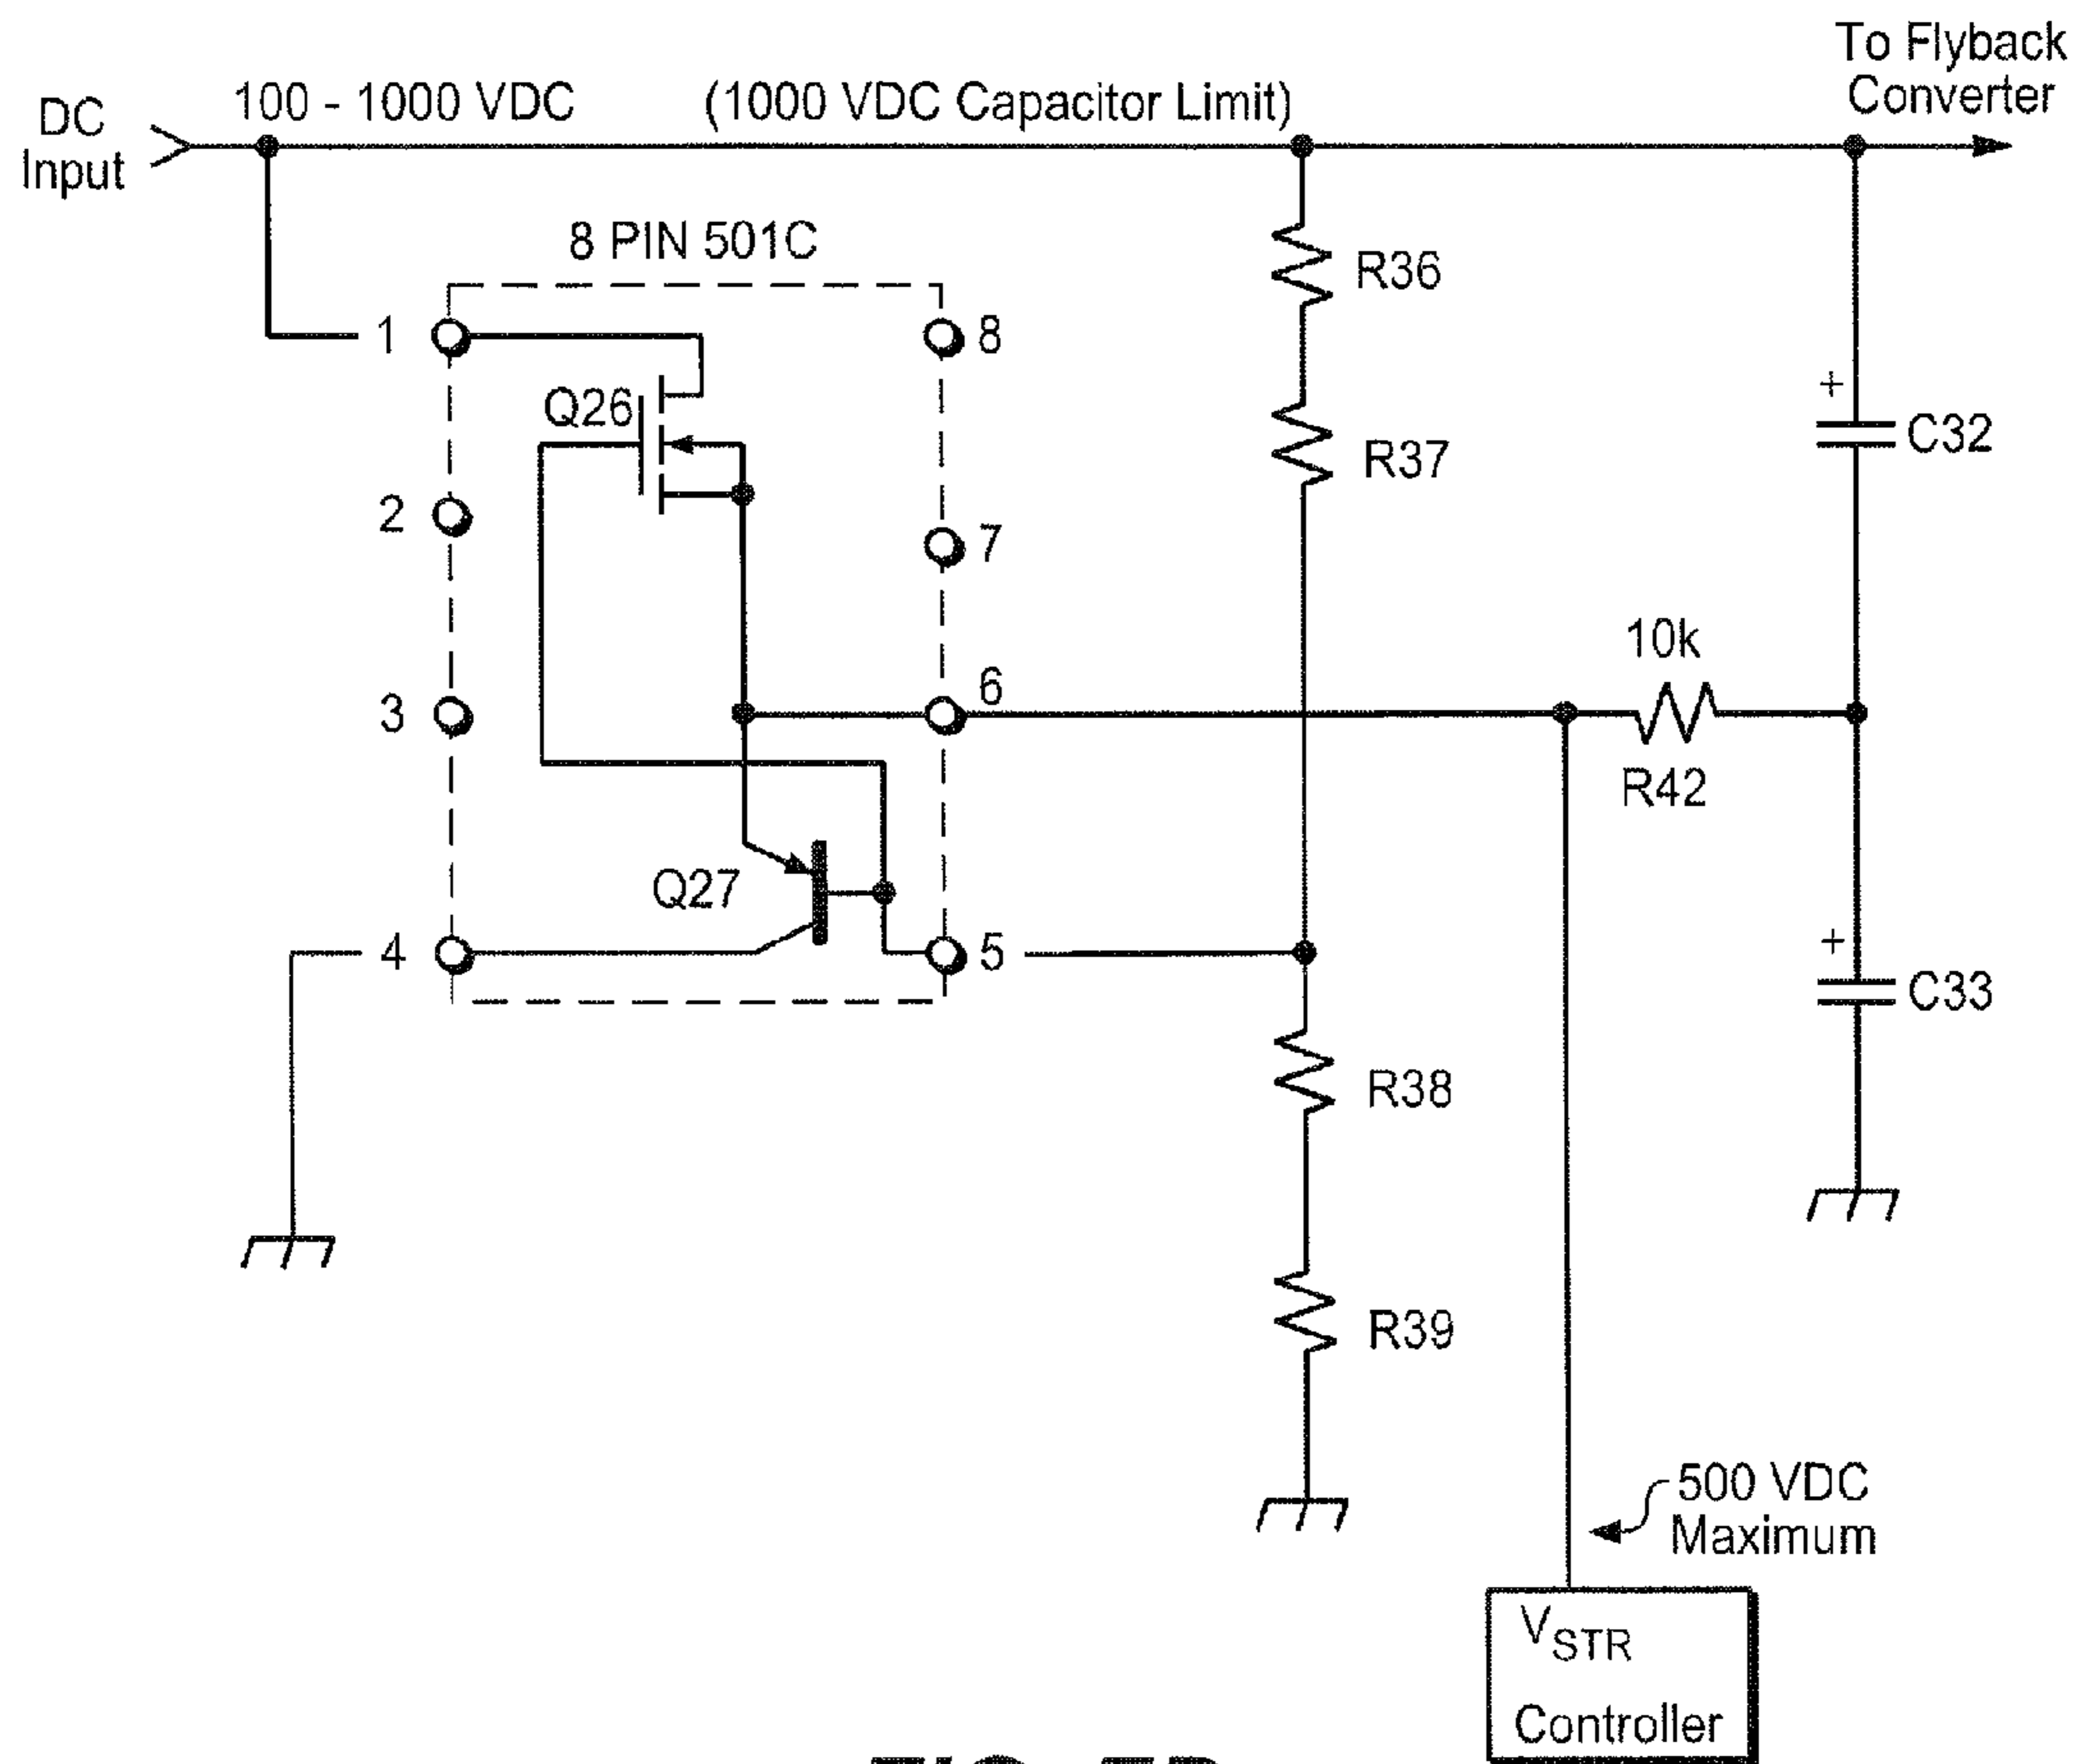 To Flyback
Converter
DC
Input
100 - 1000 VDC
(1000 VDC Capacitor Limit)
8 PIN 501C
1
8
R36
Q26
+
C32
R37
2
7
10k
3
6
R42
Q27
+
4
5
C33
R38
R39
500 VDC
Maximum
VSTR
Controller